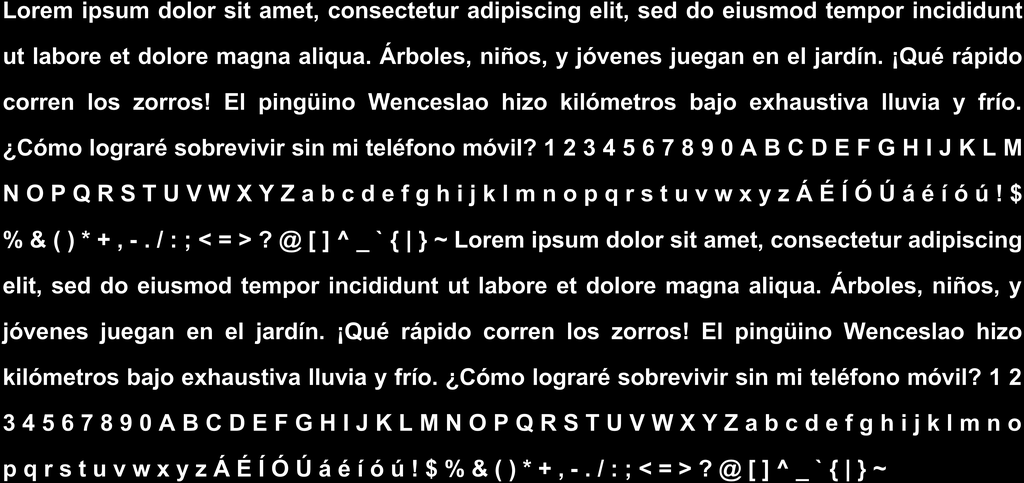 Lorem ipsum dolor sit amet, consectetur adipiscing elit, sed do eiusmod tempor incididunt
ut labore et dolore magna aliqua. Árboles, niños, y jóvenes juegan en el jardín. ¡Qué rápido
corren los zorros! El pingüino Wenceslao hizo kilómetros bajo exhaustiva lluvia y frío.
¿Cómo lograré sobrevivir sin mi teléfono móvil? 1 2 3 4 5 6 7 8 9 0 A B C D E F G H I J K L M
N O P Q R S T U V W X Y Z a b c d e f g h i j k l m n o p q r s t u v w x y z Á É Í Ó Ú á é í ó ú ! $
% & ( ) * + , - . / : ; < = > ? @ [ ] ^ _ ` { | } ~ Lorem ipsum dolor sit amet, consectetur adipiscing
elit, sed do eiusmod tempor incididunt ut labore et dolore magna aliqua. Árboles, niños, y
jóvenes juegan en el jardín. ¡Qué rápido corren los zorros! El pingüino Wenceslao hizo
kilómetros bajo exhaustiva lluvia y frío. ¿Cómo lograré sobrevivir sin mi teléfono móvil? 1 2
3 4 5 6 7 8 9 0 A B C D E F G H I J K L M N O P Q R S T U V W X Y Z a b c d e f g h i j k l m n o
p q r s t u v w x y z Á É Í Ó Ú á é í ó ú ! $ % & ( ) * + , - . / : ; < = > ? @ [ ] ^ _ ` { | } ~